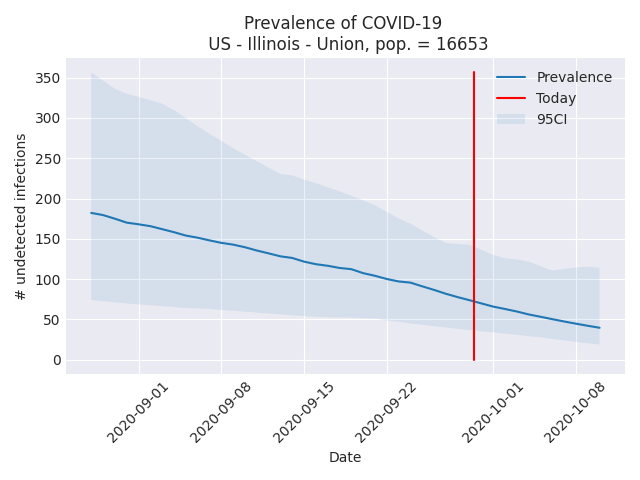 Prevalence of COVID-19
US - Illinois - Union, pop. = 16653
Prevalence
Today
95CI
# undetected infections
350
300
250
200
150
100
50
0
2020-09-01
2020-09-08
2020-09-15
2020-09-22
2020-10-01
2020-10-08
Date